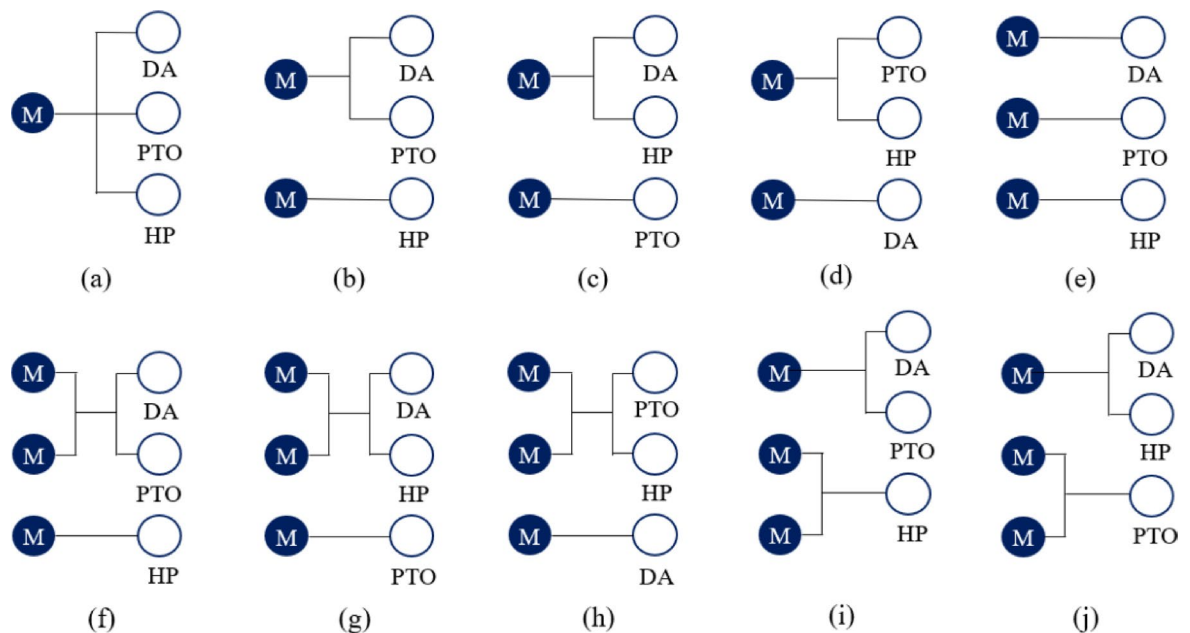 M DA PTO HP
(a)
M DA PTO
M HP
(b)
M DA HP
M PTO
(c)
M PTO HP
M DA
(d)
M DA
M PTO
M HP
(e)
M M DA PTO
M HP
(f)
M M DA HP
M PTO
(g)
M M PTO HP
M DA
(h)
M DA PTO
M M HP
(i)
M DA HP
M M PTO
(j)